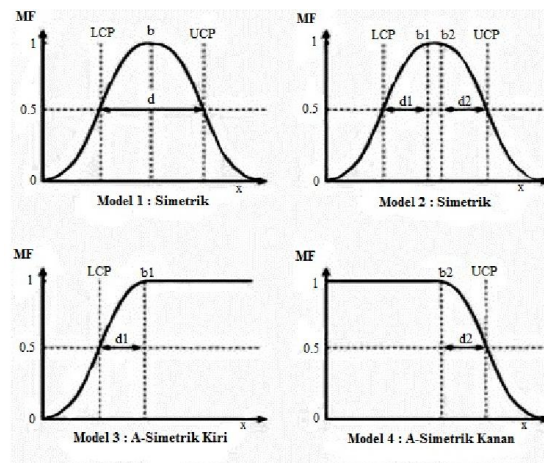 MF
LCP b UCP
1
0.5
d
0
x
Model 1 : Simetrik
MF
LCP b1 b2 UCP
1
0.5
d1 d2
0
x
Model 2 : Simetrik
MF
LCP b1
1
0.5
d1
0
x
Model 3 : A-Simetrik Kiri
MF
b2 UCP
1
0.5
d2
0
x
Model 4 : A-Simetrik Kanan